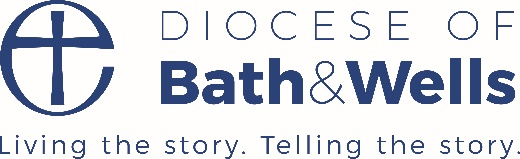 DIOCESE OF
Bath&Wells
Living the story. Telling the story.